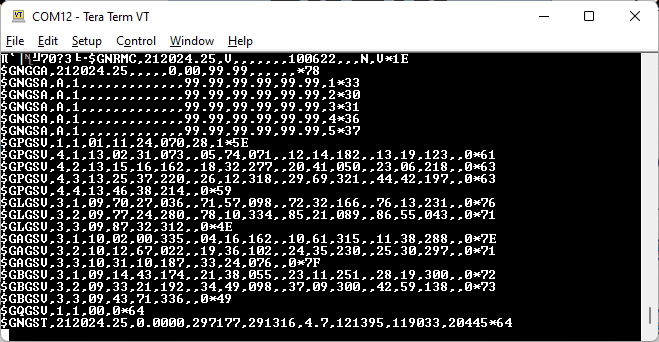 COM12 - Tera Term VT
File Edit Setup Control Window Help
$GNRMC,212024.25,V,,,,,,,100622,,,N,V*1E
$GNGGA,212024.25,,,,,0,00,99.99,,,,,,*78
$GNGSA,A,1,,,,,,,,,,,,,99.99,99.99,99.99,1*33
$GNGSA,A,1,,,,,,,,,,,,,99.99,99.99,99.99,2*30
$GNGSA,A,1,,,,,,,,,,,,,99.99,99.99,99.99,3*31
$GNGSA,A,1,,,,,,,,,,,,,99.99,99.99,99.99,4*36
$GNGSA,A,1,,,,,,,,,,,,,99.99,99.99,99.99,5*37
$GPGSV,1,1,01,11,24,070,28,1*5E
$GPGSV,4,1,13,02,31,073,,05,74,071,,12,14,182,,13,19,123,,0*61
$GPGSV,4,2,13,15,16,162,,18,32,277,,20,41,050,,23,06,218,,0*63
$GPGSV,4,3,13,25,37,220,,26,12,318,,29,69,321,,44,42,197,,0*63
$GPGSV,4,4,13,46,38,214,,0*59
$GLGSV,3,1,09,70,27,036,,71,57,098,,72,32,166,,76,13,231,,0*76
$GLGSV,3,2,09,77,24,280,,78,10,334,,85,21,089,,86,55,043,,0*71
$GLGSV,3,3,09,87,32,312,,0*4E
$GAGSV,3,1,10,02,00,335,,04,16,162,,10,61,315,,11,38,288,,0*7E
$GAGSV,3,2,10,12,67,022,,19,36,102,,24,35,230,,25,30,297,,0*71
$GAGSV,3,3,10,31,10,187,,33,24,076,,0*7F
$GBGSV,3,1,09,14,43,174,,21,38,055,,23,11,251,,28,19,300,,0*72
$GBGSV,3,2,09,33,21,192,,34,49,098,,37,09,300,,42,59,138,,0*73
$GBGSV,3,3,09,43,71,336,,0*49
$GQGSV,1,1,00,0*64
$GNGST,212024.25,0.0000,297177,291316,4.7,121395,119033,20445*64